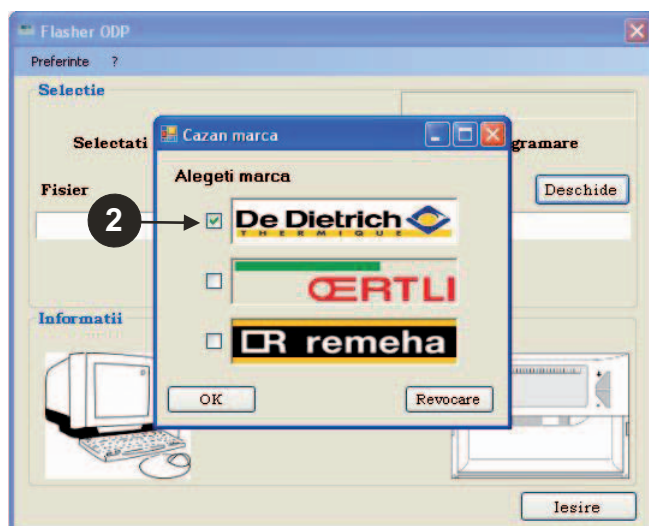 Flasher ODP
Preferinte ?
Selectie
Selectati
gramare
Cazan marca
Alegeti marca
Fisier
Deschide
2
De Dietrich
THERMIQUE
ŒRTLI
remeha
Informatii
OK
Revocare
Iesire